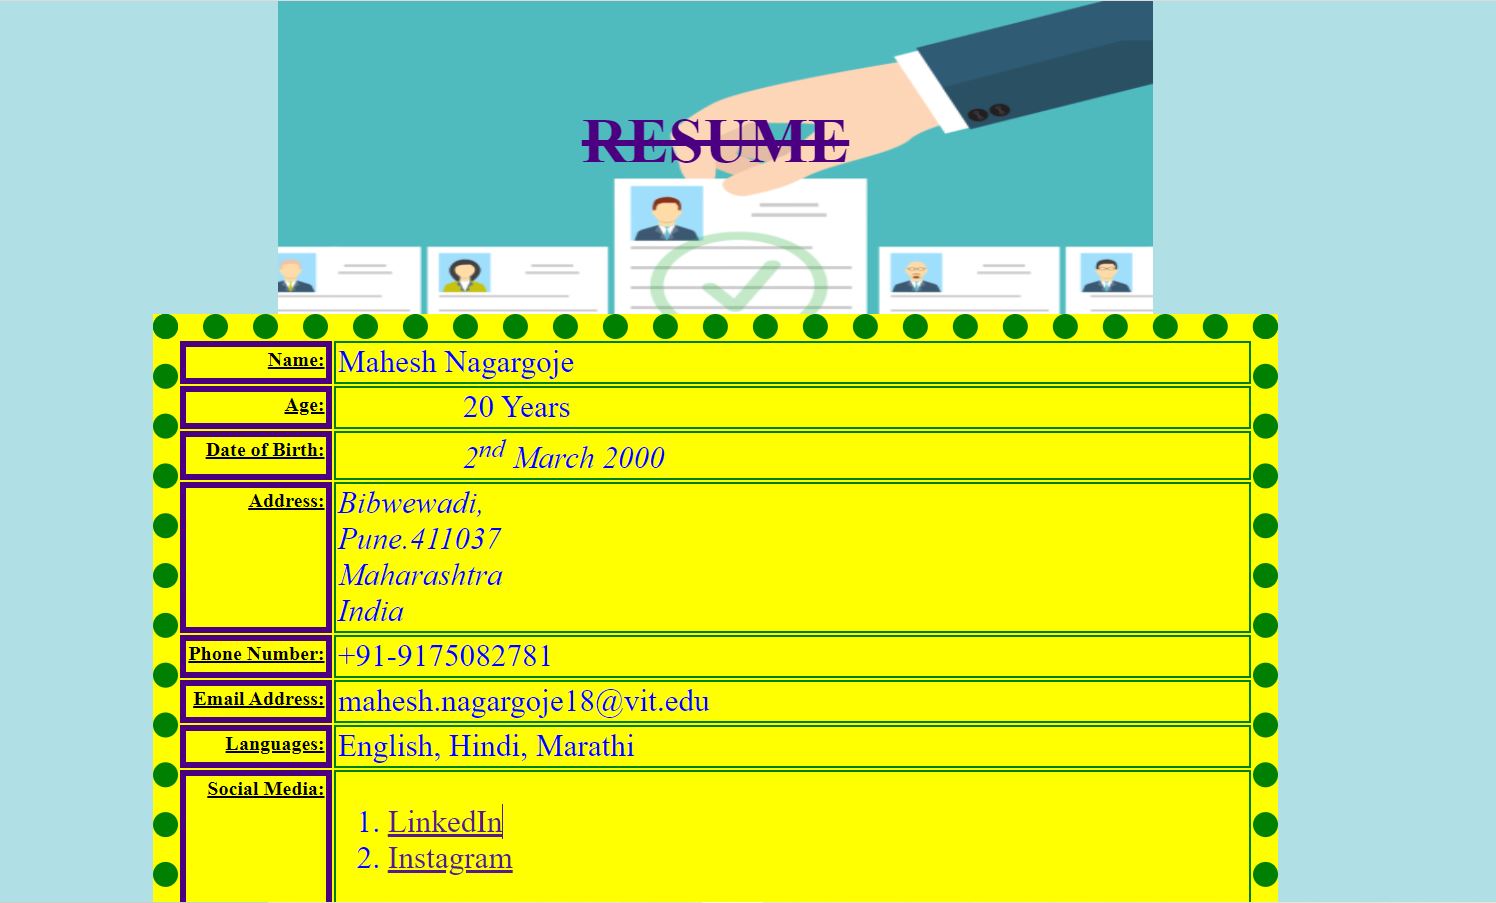 RESUME
Name: Mahesh Nagargoje
Age: 20 Years
Date of Birth: 2nd March 2000
Address: Bibwewadi,
Pune.411037
Maharashtra
India
Phone Number: +91-9175082781
Email Address: mahesh.nagargoje18@vit.edu
Languages: English, Hindi, Marathi
Social Media:
1. LinkedIn
2. Instagram